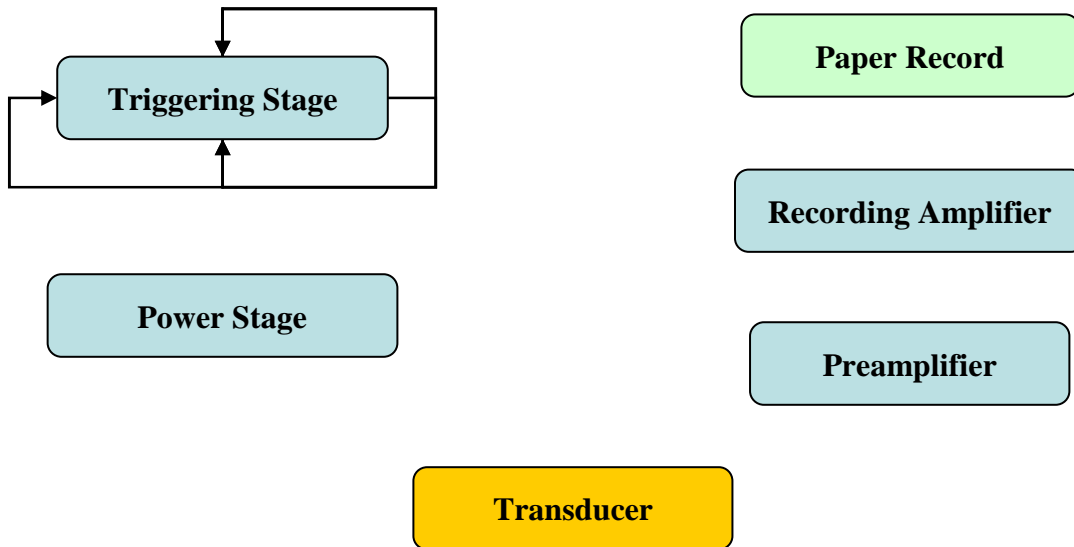 Triggering Stage
Paper Record
Recording Amplifier
Power Stage
Preamplifier
Transducer